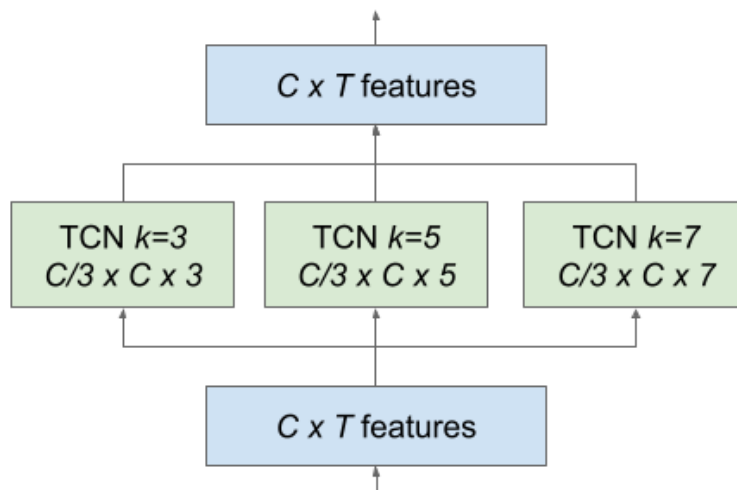 C x T features
TCN k=3
C/3 x C x 3
TCN k=5
C/3 x C x 5
TCN k=7
C/3 x C x 7
C x T features